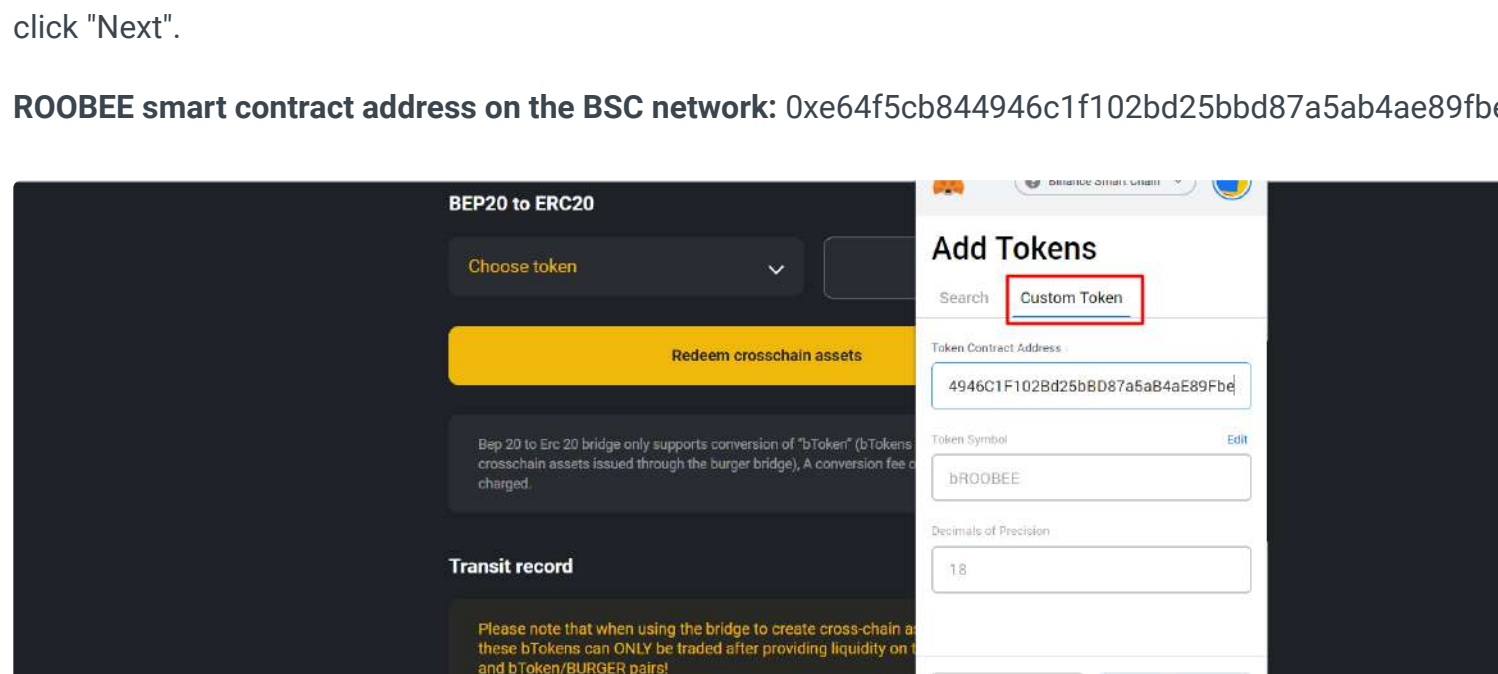 click "Next".
ROOBEE smart contract address on the BSC network: 0xe64f5cb844946c1f102bd25bbd87a5ab4ae89fbe
BEP20 to ERC20
Choose token
Redeem crosschain assets
Bep 20 to Erc 20 bridge only supports conversion of "bToken" (bTokens
crosschain assets issued through the burger bridge), A conversion fee
charged.
Transit record
Please note that when using the bridge to create cross-chain
these bTokens can ONLY be traded after providing liquidity on
and bToken/BURGER pairs!
Binance Smart Chain
Add Tokens
Search Custom Token
Token Contract Address
4946C1F102Bd25bBD87a5aB4aE89Fbe
Token Symbol Edit
bROOBEE
Decimals of Precision
18